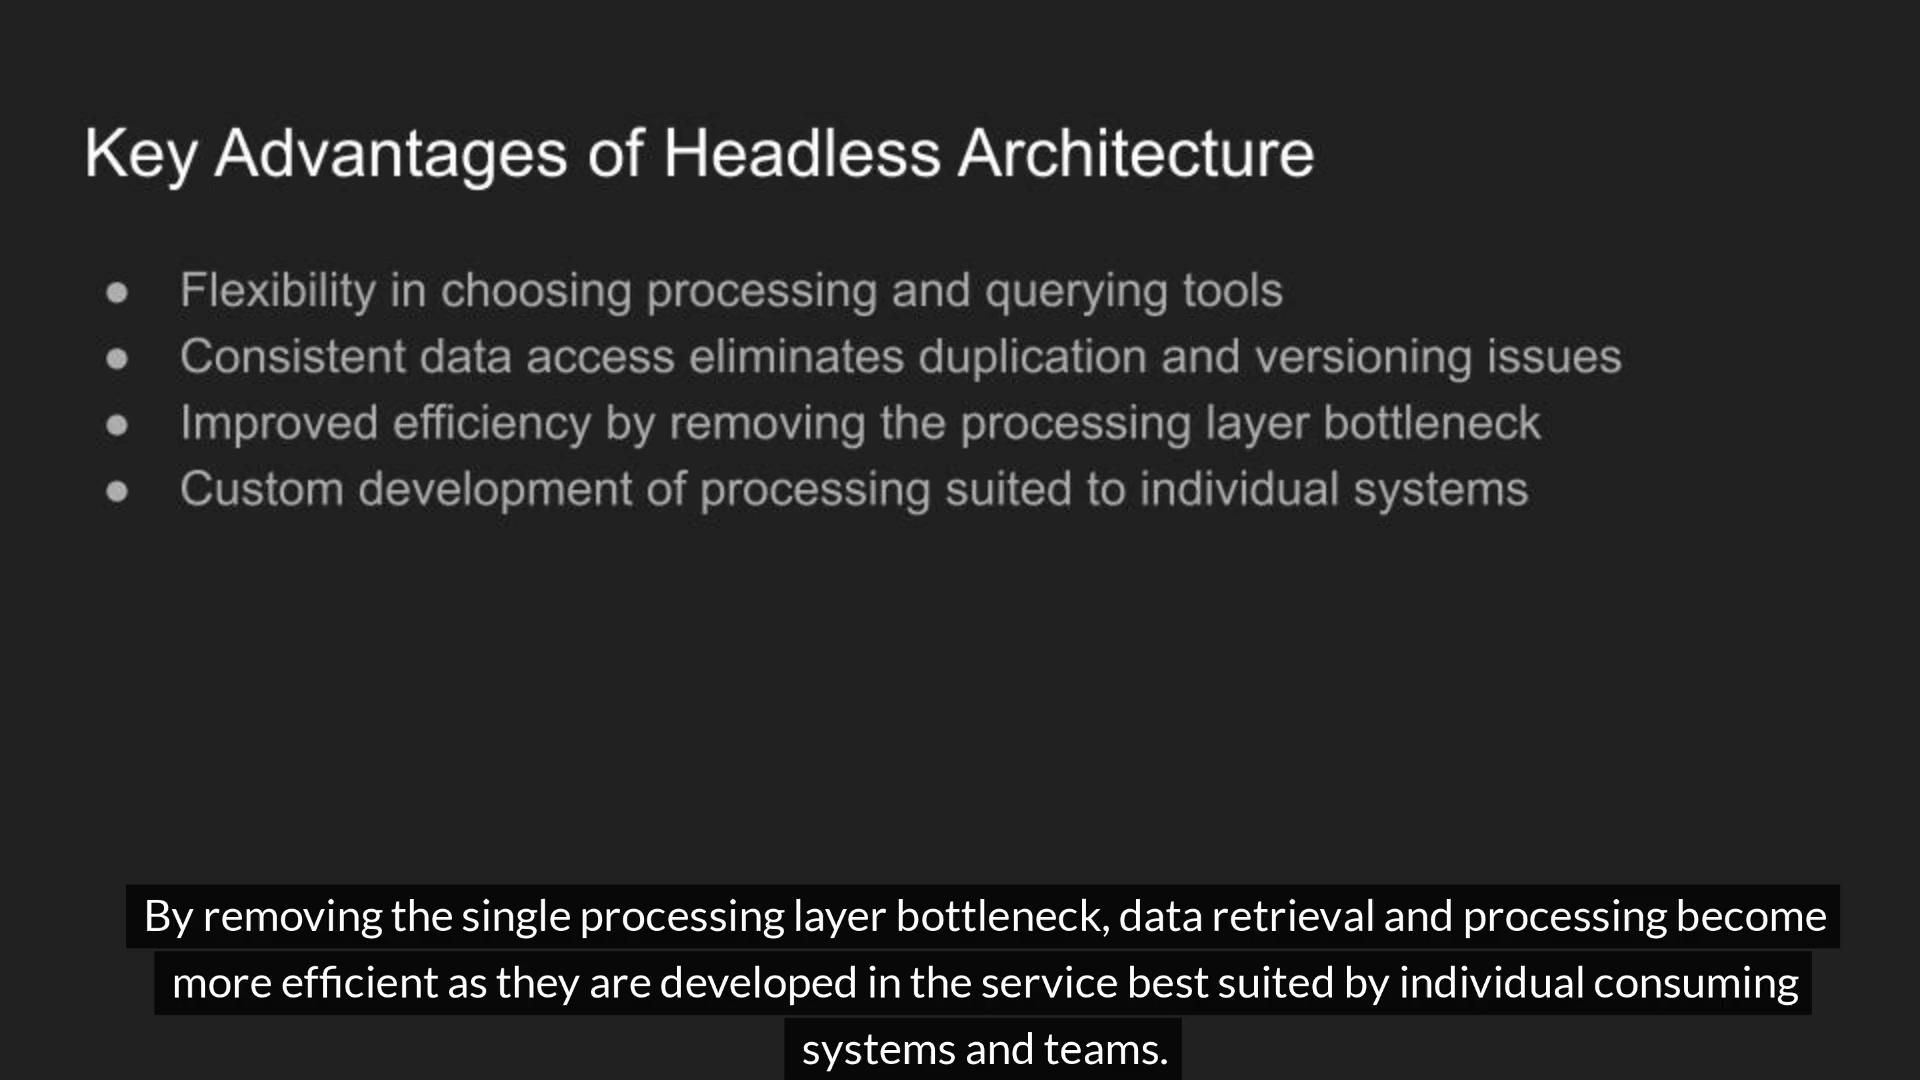 Key Advantages of Headless Architecture
● Flexibility in choosing processing and querying tools
● Consistent data access eliminates duplication and versioning issues
● Improved efficiency by removing the processing layer bottleneck
● Custom development of processing suited to individual systems
By removing the single processing layer bottleneck, data retrieval and processing become
more efficient as they are developed in the service best suited by individual consuming
systems and teams.